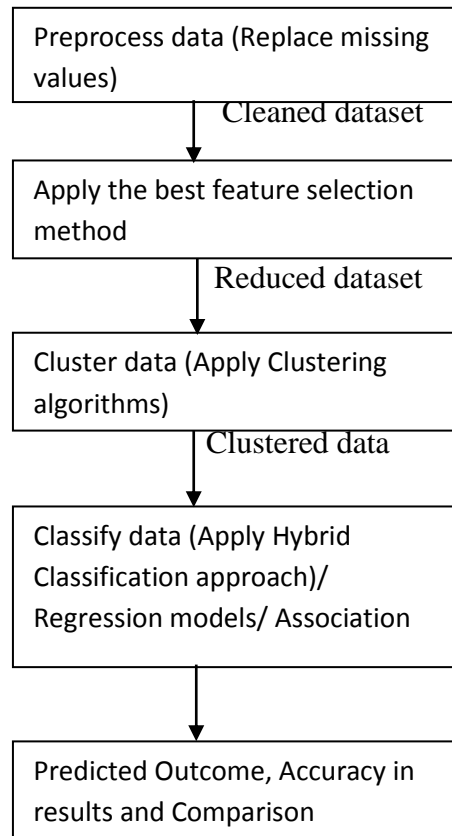 Preprocess data (Replace missing
values)
Cleaned dataset
Apply the best feature selection
method
Reduced dataset
Cluster data (Apply Clustering
algorithms)
Clustered data
Classify data (Apply Hybrid
Classification approach)/
Regression models/ Association
Predicted Outcome, Accuracy in
results and Comparison